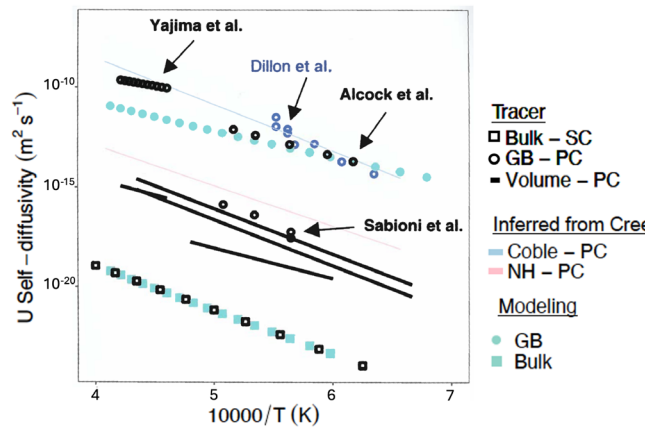 Yajima et al.
Dillon et al.
Alcock et al.
Sabioni et al.
U Self–diffusivity (m² s⁻¹)
10⁻¹⁰
10⁻¹⁵
10⁻²⁰
4 5 6 7
10000/T (K)
Tracer
Bulk – SC
GB – PC
Volume – PC
Inferred from Cree
Coble – PC
NH – PC
Modeling
GB
Bulk